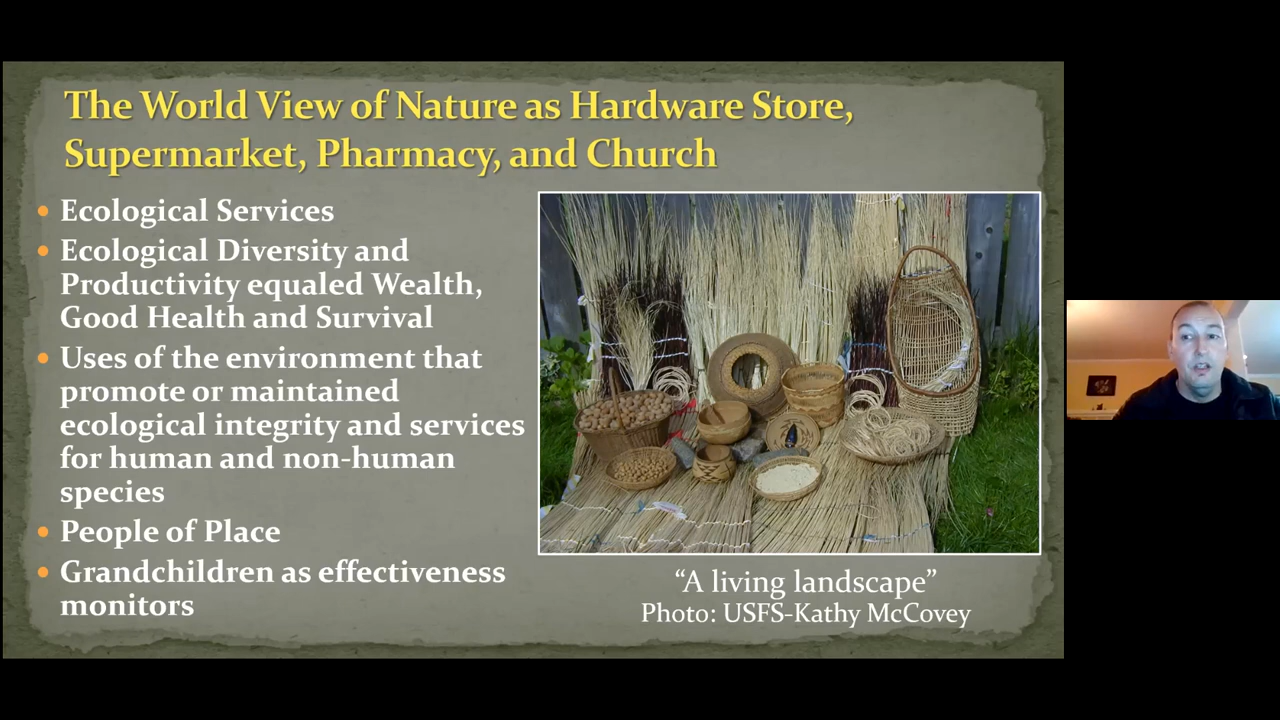 The World View of Nature as Hardware Store,
Supermarket, Pharmacy, and Church
Ecological Services
Ecological Diversity and
Productivity equaled Wealth,
Good Health and Survival
Uses of the environment that
promote or maintained
ecological integrity and services
for human and non-human
species
People of Place
Grandchildren as effectiveness
monitors
“A living landscape”
Photo: USFS-Kathy McCovey